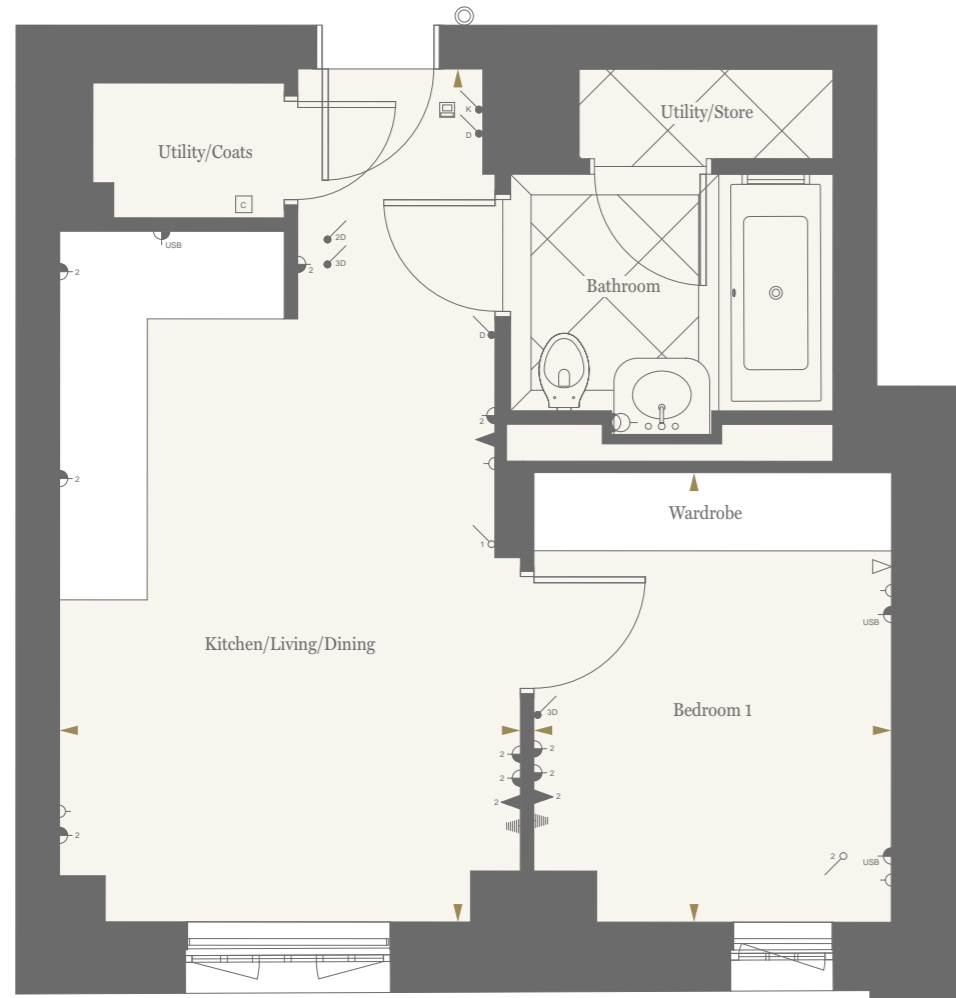 K
D
Utility/Store
Utility/Coats
C
2D
3D
USB
2
2
Bathroom
D
2
2
1
Wardrobe
USB
Kitchen/Living/Dining
Bedroom 1
3D
2
2
2
2
2
2
2
2
USB